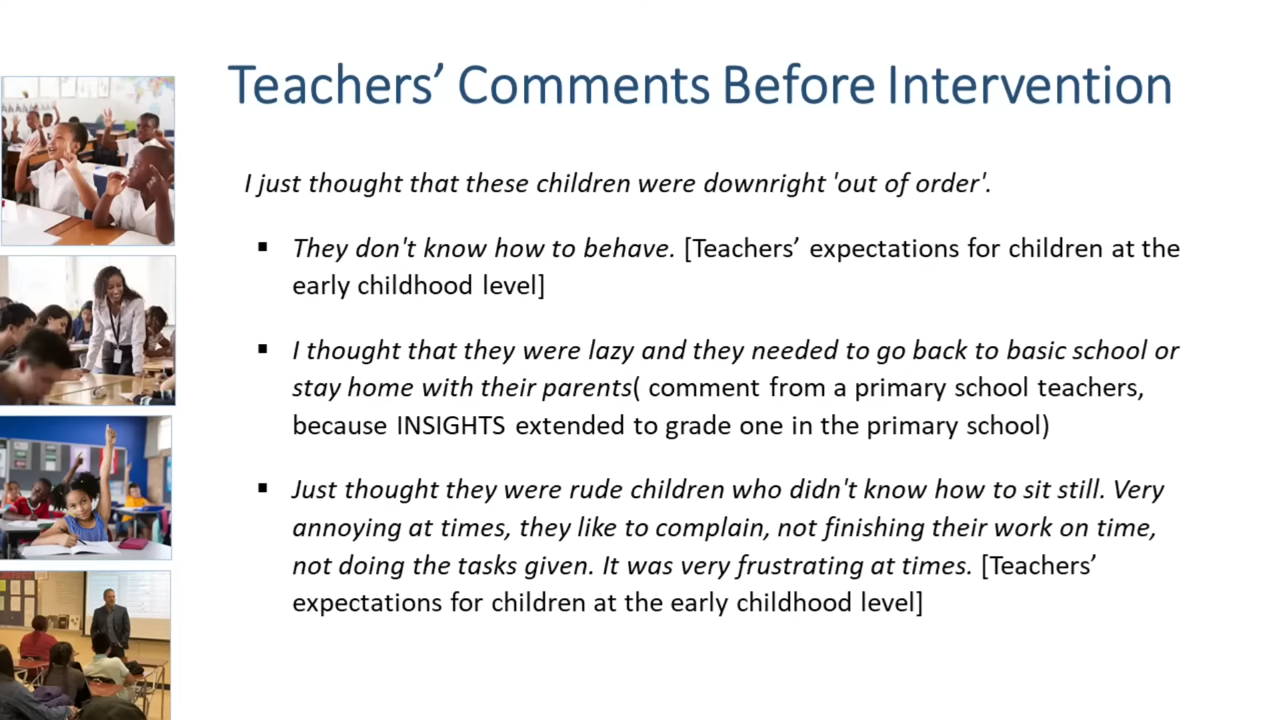 Teachers’ Comments Before Intervention
I just thought that these children were downright 'out of order'.
▪ They don't know how to behave. [Teachers’ expectations for children at the
early childhood level]
▪ I thought that they were lazy and they needed to go back to basic school or
stay home with their parents( comment from a primary school teachers,
because INSIGHTS extended to grade one in the primary school)
▪ Just thought they were rude children who didn't know how to sit still. Very
annoying at times, they like to complain, not finishing their work on time,
not doing the tasks given. It was very frustrating at times. [Teachers’
expectations for children at the early childhood level]